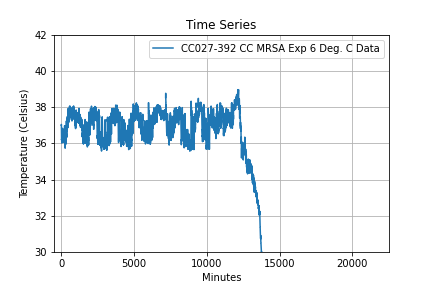 Time Series
CC027-392 CC MRSA Exp 6 Deg. C Data
42
40
38
36
34
32
30
Temperature (Celsius)
0 5000 10000 15000 20000
Minutes